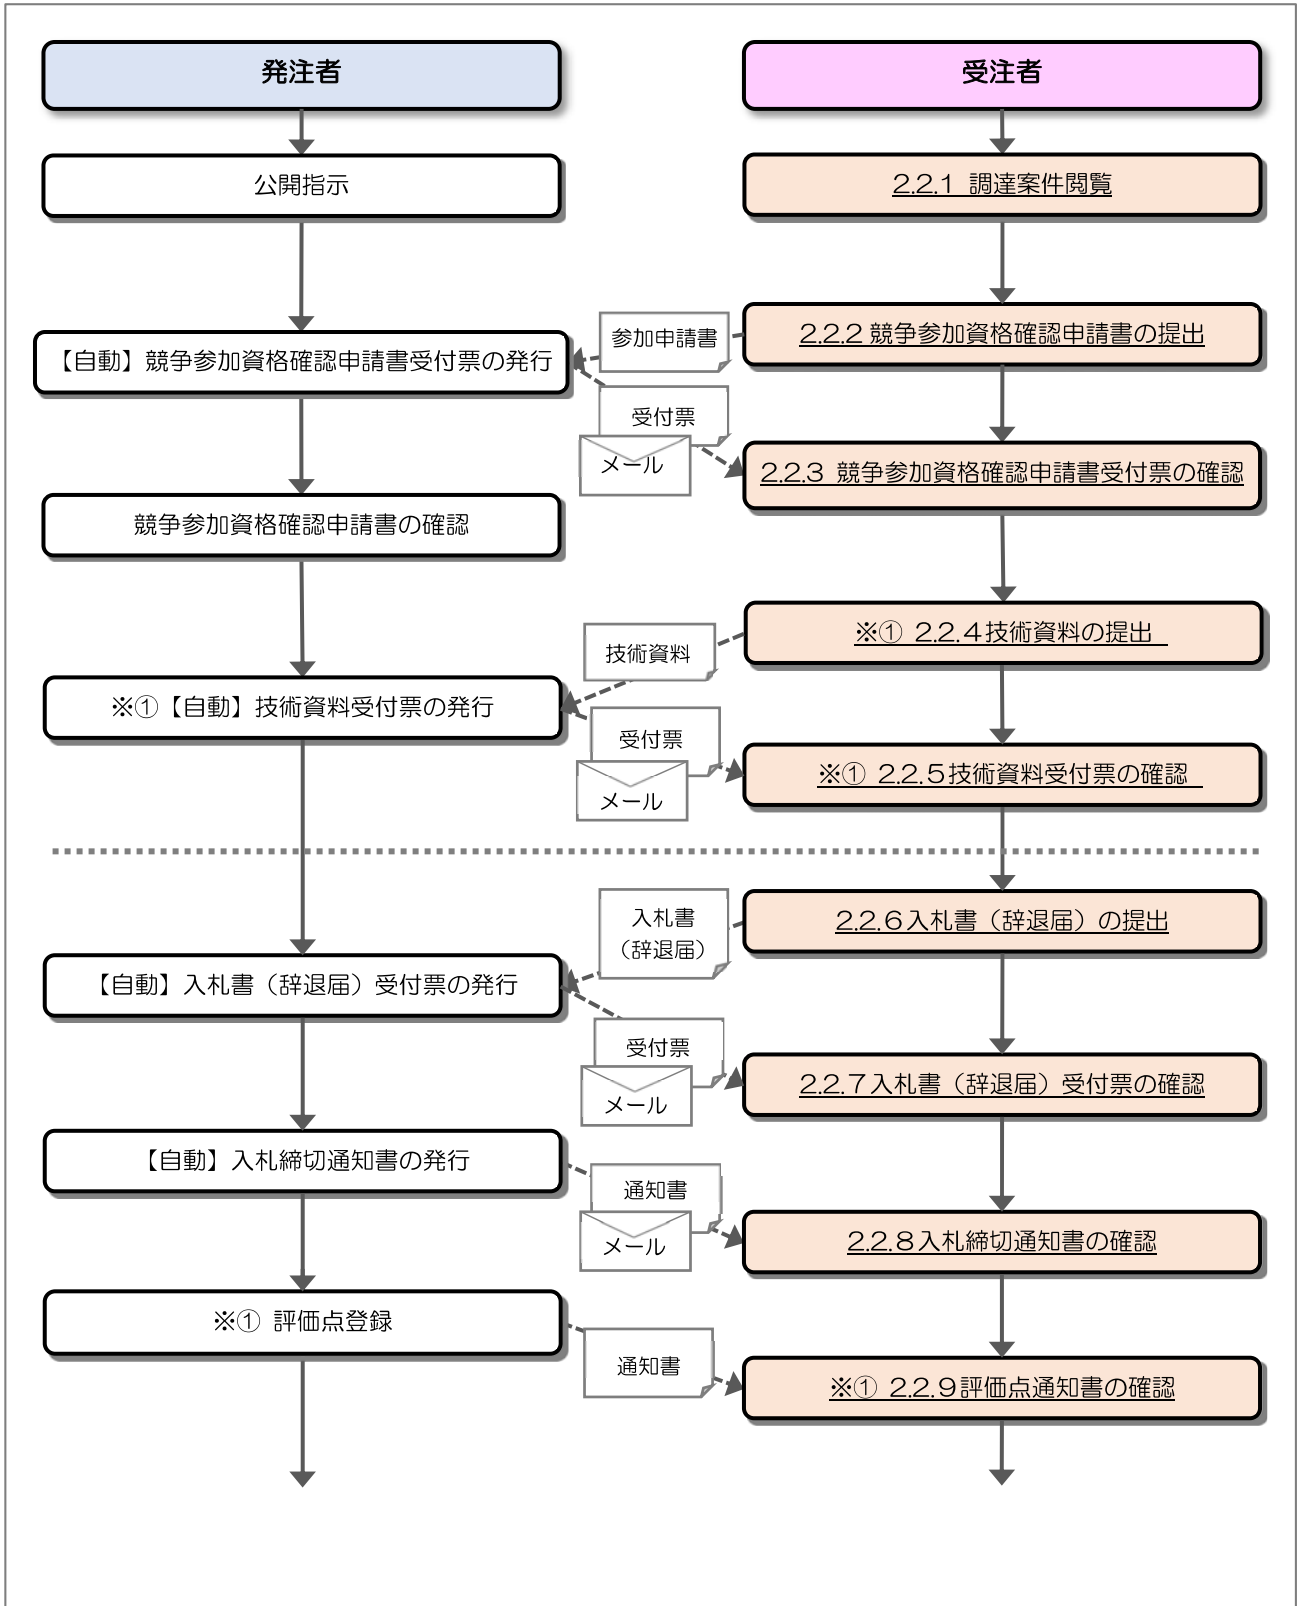 発注者
受注者
公開指示
２.２.１ 調達案件閲覧
２.２.２ 競争参加資格確認申請書の提出
参加申請書
【自動】競争参加資格確認申請書受付票の発行
受付票
メール
２.２.３ 競争参加資格確認申請書受付票の確認
競争参加資格確認申請書の確認
※① ２.２.４技術資料の提出
技術資料
※①【自動】技術資料受付票の発行
受付票
メール
※① ２.２.５技術資料受付票の確認
２.２.６入札書（辞退届）の提出
入札書
（辞退届）
【自動】入札書（辞退届）受付票の発行
受付票
メール
２.２.７入札書（辞退届）受付票の確認
【自動】入札締切通知書の発行
通知書
メール
２.２.８入札締切通知書の確認
※① 評価点登録
通知書
※① ２.２.９評価点通知書の確認